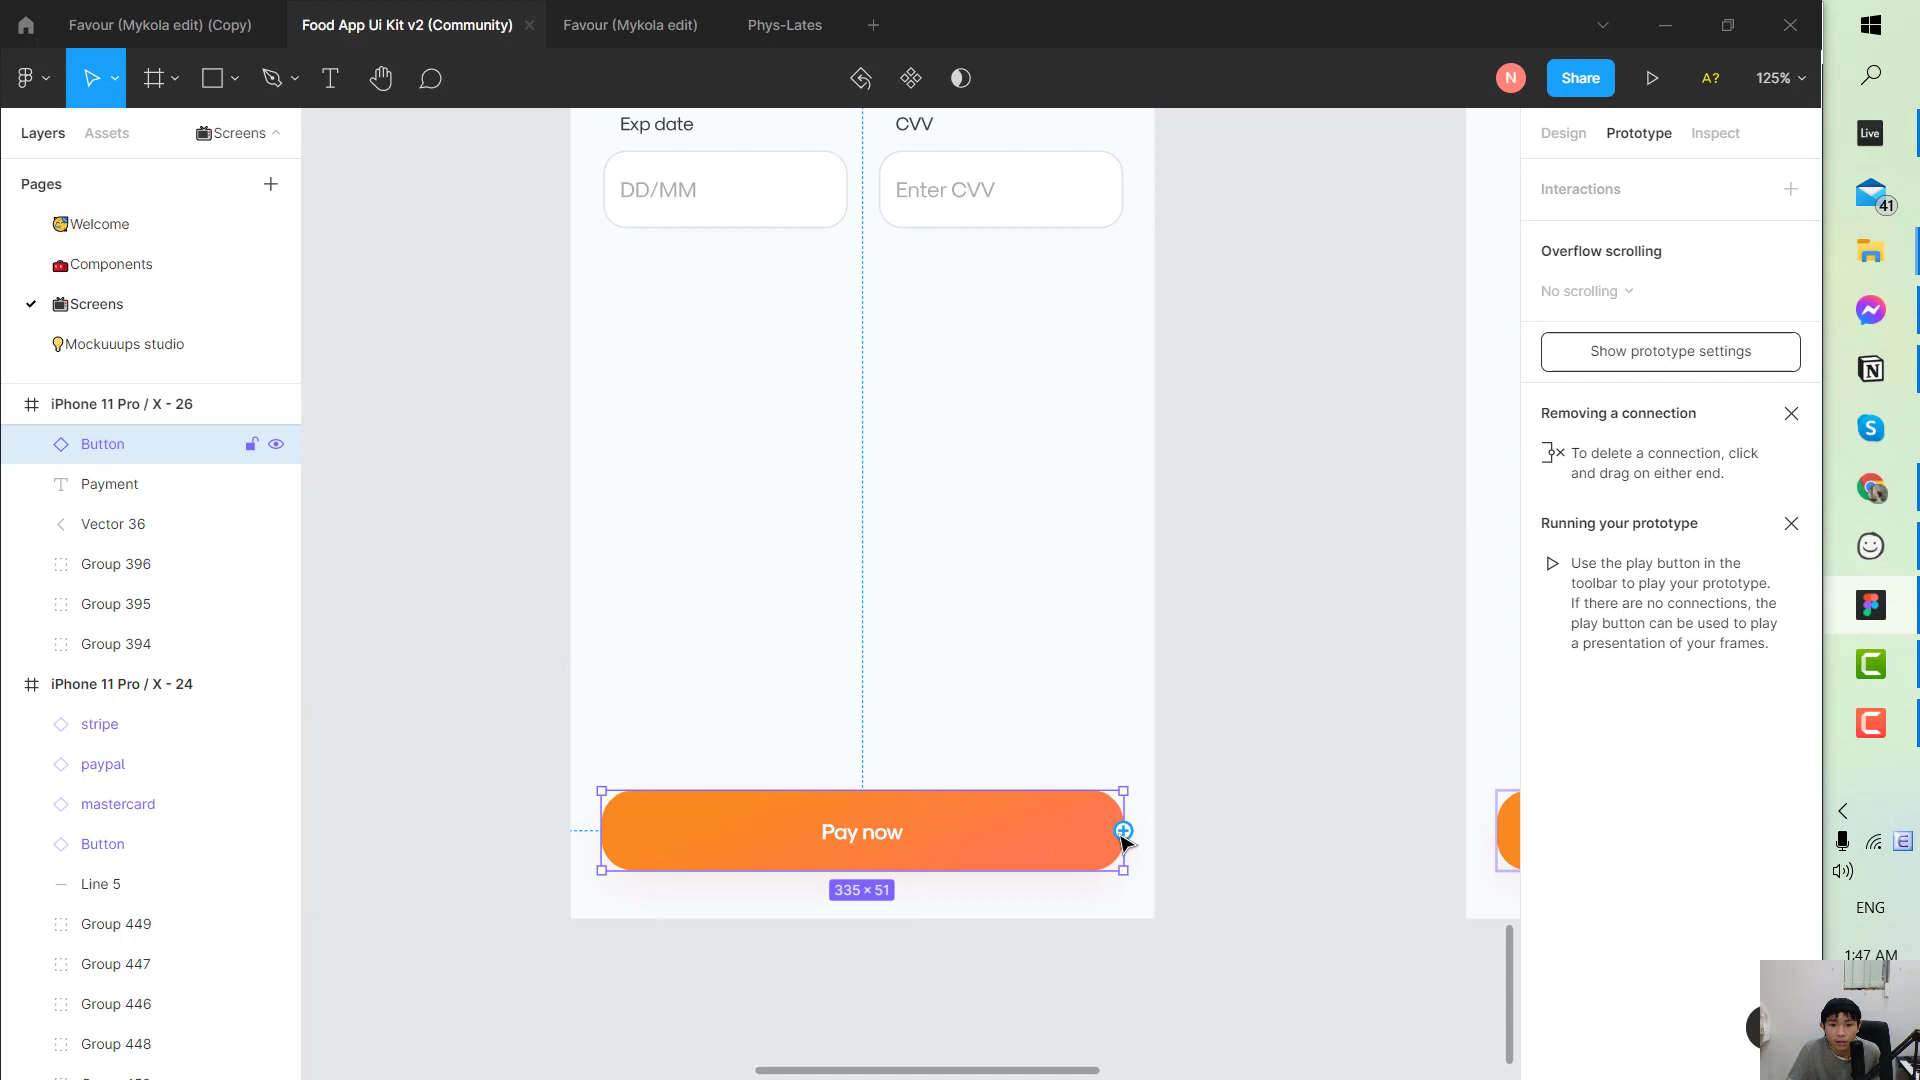 Favour (Mykola edit) (Copy)
Food App Ui Kit v2 (Community)
Favour (Mykola edit)
Phys-Lates
N
Share
A?
125%
Layers
Assets
Screens
Pages
Welcome
Components
Screens
Mockuuups studio
iPhone 11 Pro / X - 26
Button
Payment
Vector 36
Group 396
Group 395
Group 394
iPhone 11 Pro / X - 24
stripe
paypal
mastercard
Button
Line 5
Group 449
Group 447
Group 446
Group 448
Exp date
CVV
DD/MM
Enter CVV
Pay now
335 × 51
Design
Prototype
Inspect
Interactions
Overflow scrolling
No scrolling
Show prototype settings
Removing a connection
To delete a connection, click
and drag on either end.
Running your prototype
Use the play button in the
toolbar to play your prototype.
If there are no connections, the
play button can be used to play
a presentation of your frames.
Live
41
ENG
1:47 AM